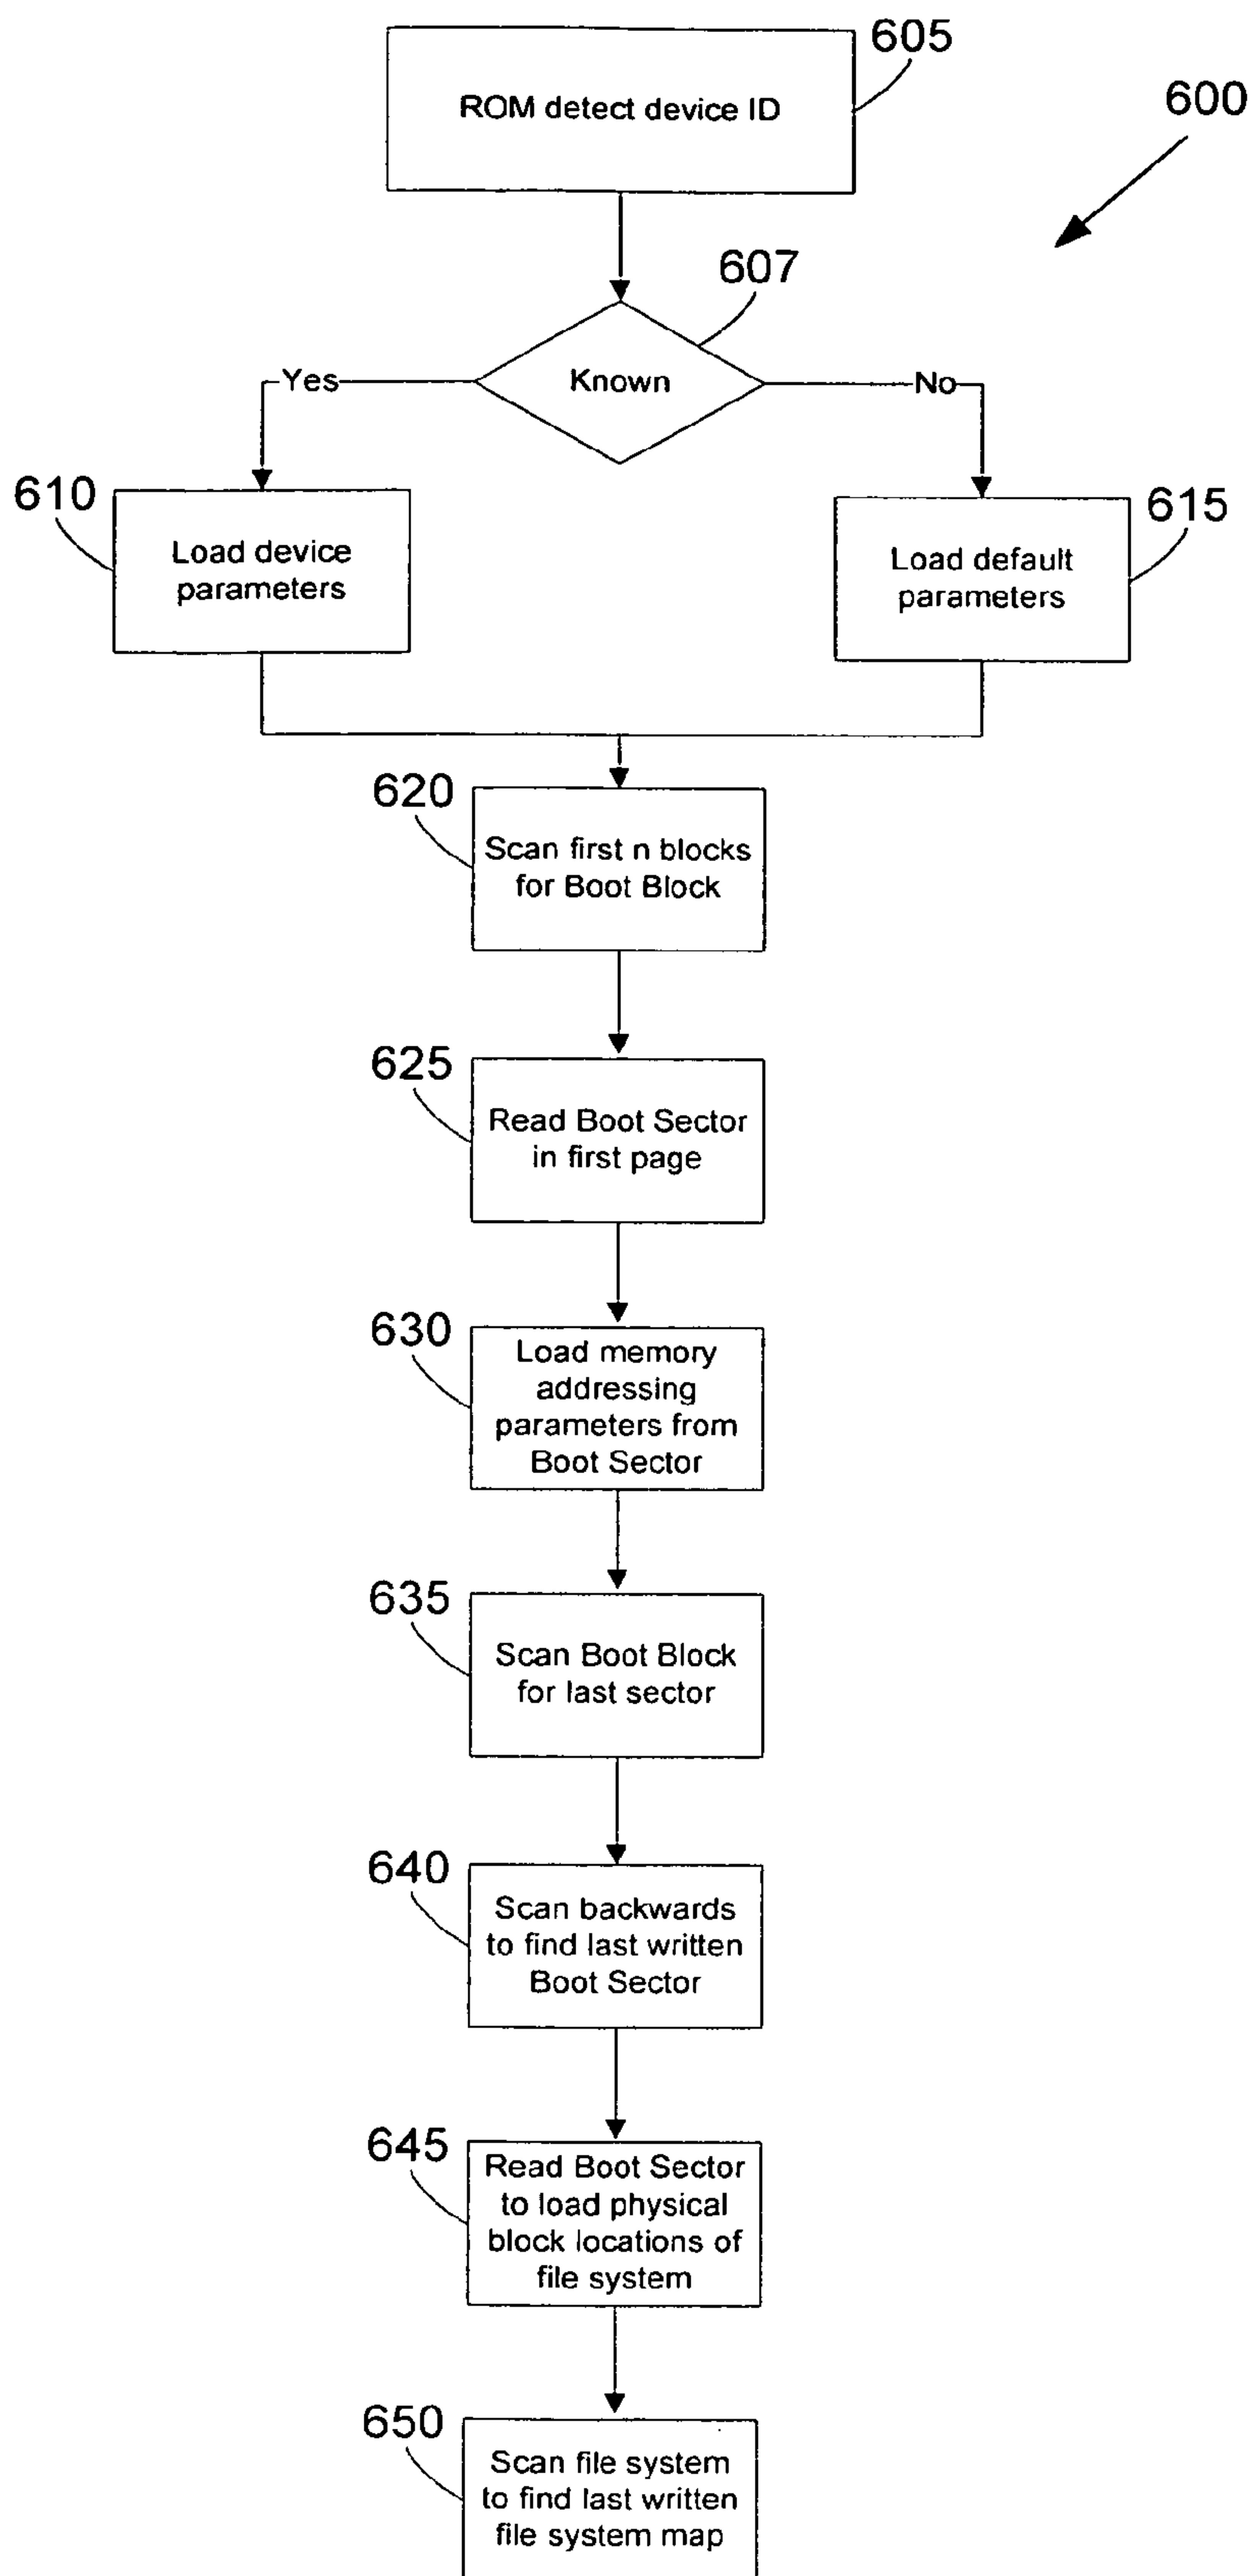 605
ROM detect device ID
600
607
Known
Yes
No
610
Load device
parameters
615
Load default
parameters
620
Scan first n blocks
for Boot Block
625
Read Boot Sector
in first page
630
Load memory
addressing
parameters from
Boot Sector
635
Scan Boot Block
for last sector
640
Scan backwards
to find last written
Boot Sector
645
Read Boot Sector
to load physical
block locations of
file system
650
Scan file system
to find last written
file system map